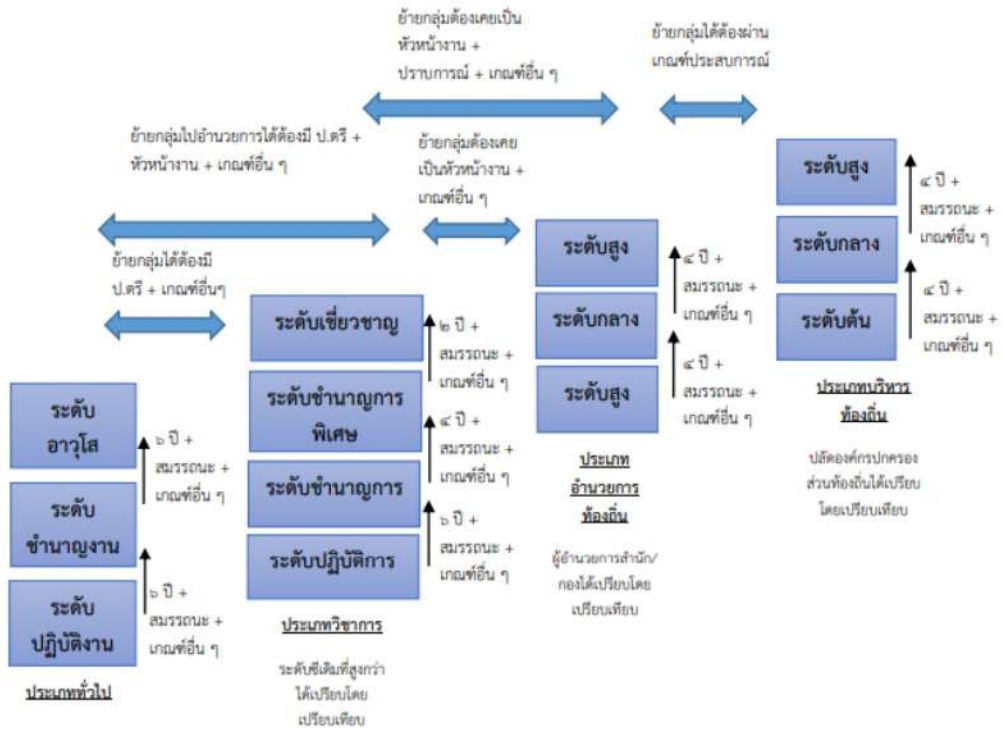 ย้ายกลุ่มต้องเคยเป็น
หัวหน้างาน +
ปราบการณ์ + เกณฑ์อื่น ๆ
ย้ายกลุ่มได้ต้องผ่าน
เกณฑ์ประสบการณ์
ย้ายกลุ่มไปอำนวยการได้ต้องมี ป.ตรี +
หัวหน้างาน + เกณฑ์อื่น ๆ
ย้ายกลุ่มต้องเคย
เป็นหัวหน้างาน +
เกณฑ์อื่น ๆ
ย้ายกลุ่มได้ต้องมี
ป.ตรี + เกณฑ์อื่นๆ
ระดับ
อาวุโส
ระดับ
ชำนาญงาน
ระดับ
ปฏิบัติงาน
๖ ปี +
สมรรถนะ +
เกณฑ์อื่น ๆ
๖ ปี +
สมรรถนะ +
เกณฑ์อื่น ๆ
ประเภททั่วไป
ระดับเชี่ยวชาญ
ระดับชำนาญการ
พิเศษ
ระดับชำนาญการ
ระดับปฏิบัติการ
๒ ปี +
สมรรถนะ +
เกณฑ์อื่น ๆ
๔ ปี +
สมรรถนะ +
เกณฑ์อื่น ๆ
๖ ปี +
สมรรถนะ +
เกณฑ์อื่น ๆ
ประเภทวิชาการ
ระดับซีเดิมที่สูงกว่า
ได้เปรียบโดย
เปรียบเทียบ
ระดับสูง
ระดับกลาง
ระดับสูง
๔ ปี +
สมรรถนะ +
เกณฑ์อื่น ๆ
๔ ปี +
สมรรถนะ +
เกณฑ์อื่น ๆ
ประเภท
อำนวยการ
ท้องถิ่น
ผู้อำนวยการสำนัก/
กองได้เปรียบโดย
เปรียบเทียบ
ระดับสูง
ระดับกลาง
ระดับต้น
๔ ปี +
สมรรถนะ +
เกณฑ์อื่น ๆ
๔ ปี +
สมรรถนะ +
เกณฑ์อื่น ๆ
ประเภทบริหาร
ท้องถิ่น
ปลัดองค์กรปกครอง
ส่วนท้องถิ่นได้เปรียบ
โดยเปรียบเทียบ